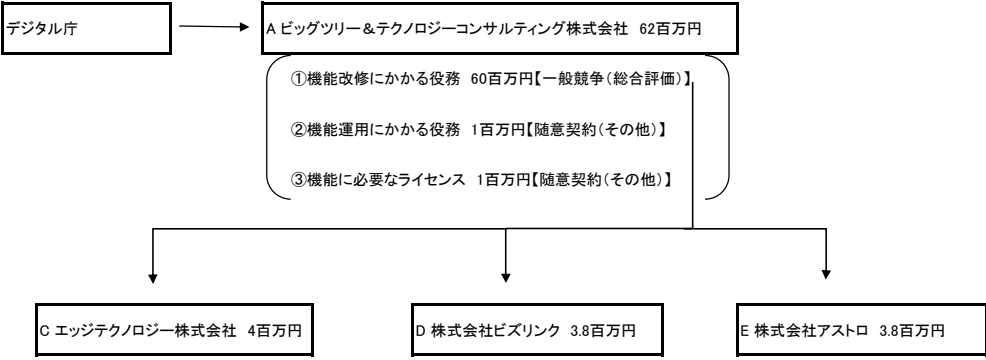 デジタル庁
A ビッグツリー＆テクノロジーコンサルティング株式会社 62百万円
①機能改修にかかる役務 60百万円【一般競争（総合評価）】
②機能運用にかかる役務 1百万円【随意契約（その他）】
③機能に必要なライセンス 1百万円【随意契約（その他）】
C エッジテクノロジー株式会社 4百万円
D 株式会社ビズリンク 3.8百万円
E 株式会社アストロ 3.8百万円